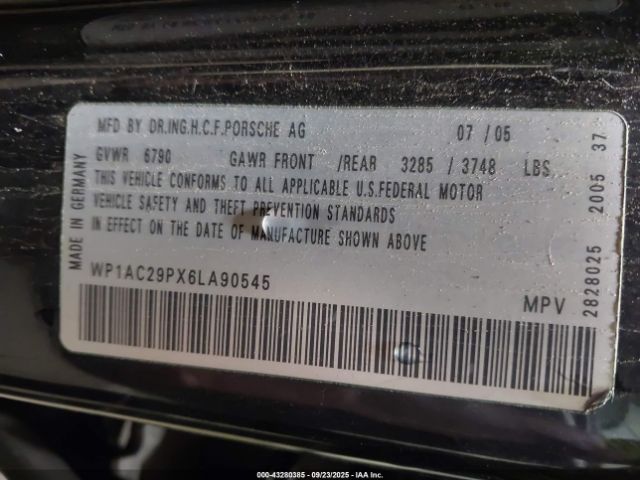 MFD BY DR.ING.H.C.F.PORSCHE AG 07 / 05
GVWR 6790 GAWR FRONT /REAR 3285 / 3748 LBS
THIS VEHICLE CONFORMS TO ALL APPLICABLE U.S.FEDERAL MOTOR
VEHICLE SAFETY AND THEFT PREVENTION STANDARDS
IN EFFECT ON THE DATE OF MANUFACTURE SHOWN ABOVE
WP1AC29PX6LA90545
MPV
MADE IN GERMANY
2828025 2005 37
000-43280385 - 09/23/2025 - IAA Inc.